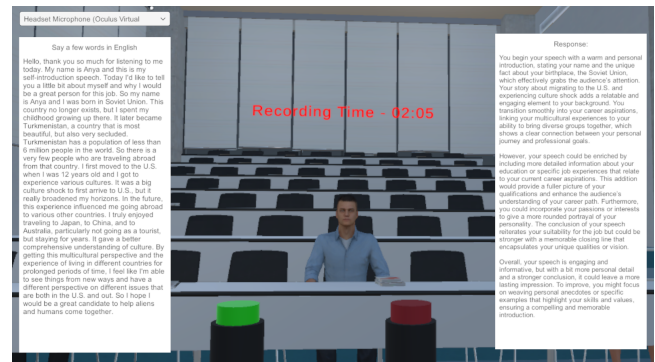 Headset Microphone (Oculus Virtual
Say a few words in English
Hello, thank you so much for listening to me
today. My name is Anya and this is my
self-introduction speech. Today I'd like to tell
you a little bit about myself and why I would
be a great person for this job. So my name
is Anya and I was born in Soviet Union. This
country no longer exists, but I spent my
childhood growing up there. It later became
Turkmenistan, a country that is most
beautiful, but also very secluded.
Turkmenistan has a population of less than
6 million people in the world. So there is a
very few people who are traveling abroad
from that country. I first moved to the U.S.
when I was 12 years old and I got to
experience various cultures. It was a big
culture shock to first arrive to U.S., but it
really broadened my horizons. In the future,
this experience influenced me going abroad
to various other countries. I truly enjoyed
traveling to Japan, to China, and to
Australia, particularly not going as a tourist,
but staying for years. It gave a better
comprehensive understanding of culture. By
getting this multicultural perspective and the
experience of living in different countries for
prolonged periods of time, I feel like I'm able
to see things from new ways and have a
different perspective on different issues that
are both in the U.S. and out. So I hope I
would be a great candidate to help aliens
and humans come together.
Recording Time - 02:05
Response:
You begin your speech with a warm and personal
introduction, stating your name and the unique
fact about your birthplace, the Soviet Union,
which effectively grabs the audience's attention.
Your story about migrating to the U.S. and
experiencing culture shock adds a relatable and
engaging element to your background. You
transition smoothly into your career aspirations,
linking your multicultural experiences to your
ability to bring diverse groups together, which
shows a clear connection between your personal
journey and professional goals.
However, your speech could be enriched by
including more detailed information about your
education or specific job experiences that relate
to your current career aspirations. This addition
would provide a fuller picture of your
qualifications and enhance the audience's
understanding of your career path. Furthermore,
you could incorporate your passions or interests
to give a more rounded portrayal of your
personality. The conclusion of your speech
reiterates your suitability for the job but could be
stronger with a memorable closing line that
encapsulates your unique qualities or vision.
Overall, your speech is engaging and
informative, but with a bit more personal detail
and a stronger conclusion, it could leave a more
lasting impression. To improve, you might focus
on weaving personal anecdotes or specific
examples that highlight your skills and values,
ensuring a compelling and memorable
introduction.